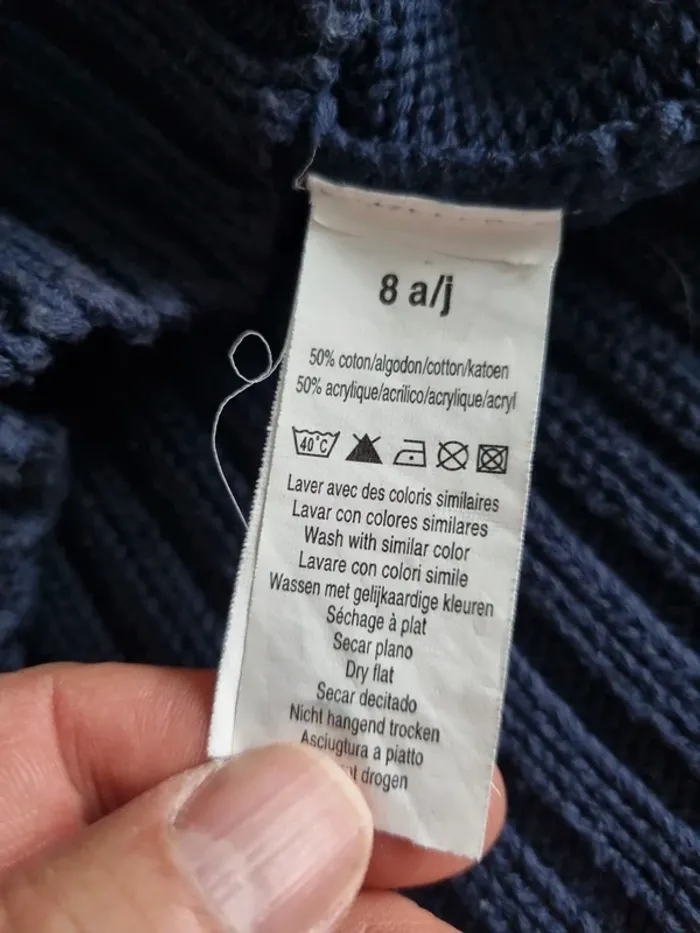 8 a/j
50% coton/algodon/cotton/katoen
50% acrylique/acrilico/acrylique/acryl
40°C
Laver avec des coloris similaires
Lavar con colores similares
Wash with similar color
Lavare con colori simile
Wassen met gelijkaardige kleuren
Séchage à plat
Secar plano
Dry flat
Secar decitado
Nicht hangend trocken
Asciugtura a piatto
drogen